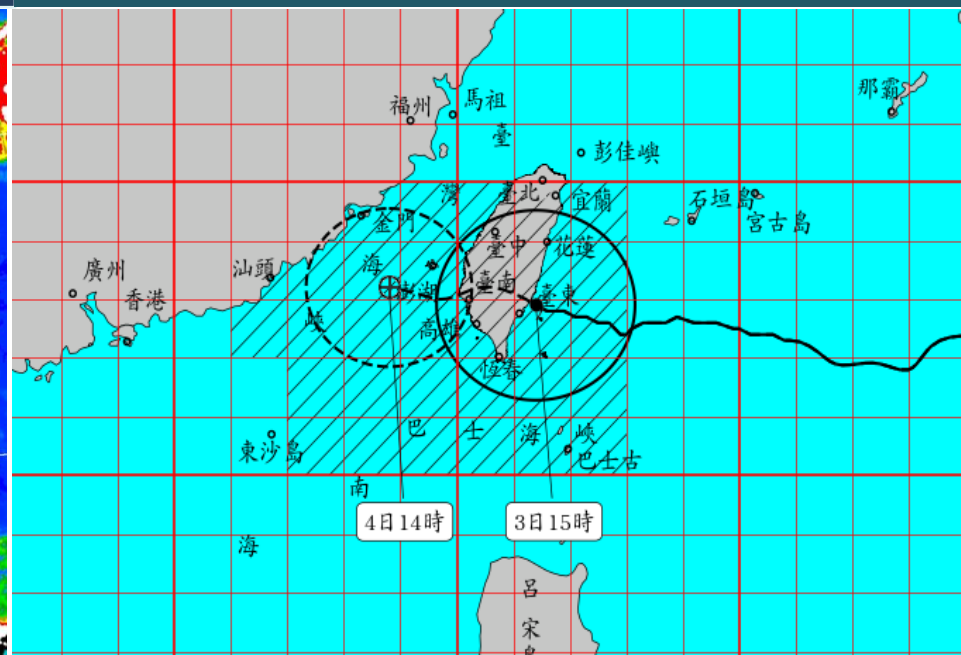 那霸
福州
馬祖
臺
彭佳嶼
灣
臺北
宜蘭
石垣島
宮古島
金門
臺中
花蓮
海
廣州
汕頭
臺南
澎湖
臺東
香港
峽
高雄
恆春
巴
士
海
峽
東沙島
巴士古
南
4日14時
3日15時
海
呂
宋
島